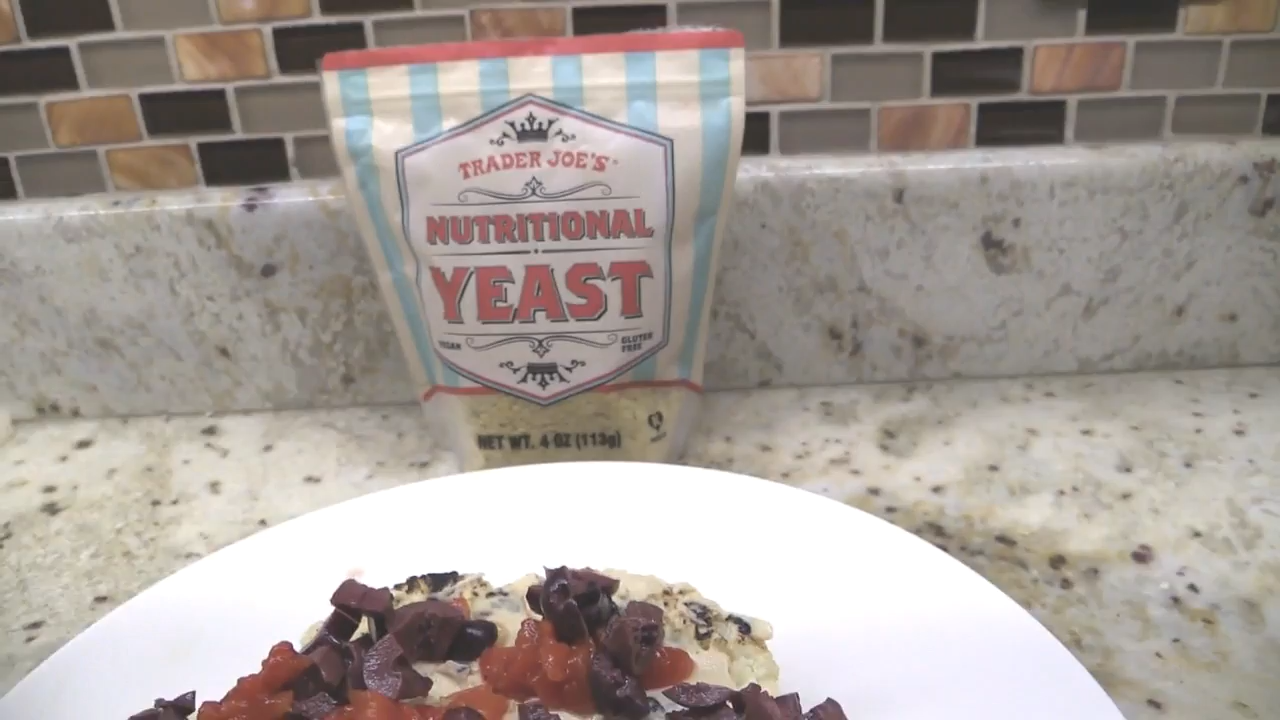 TRADER JOE'S
NUTRITIONAL
YEAST
VEGAN
GLUTEN
FREE
NET WT. 4 OZ (113g)